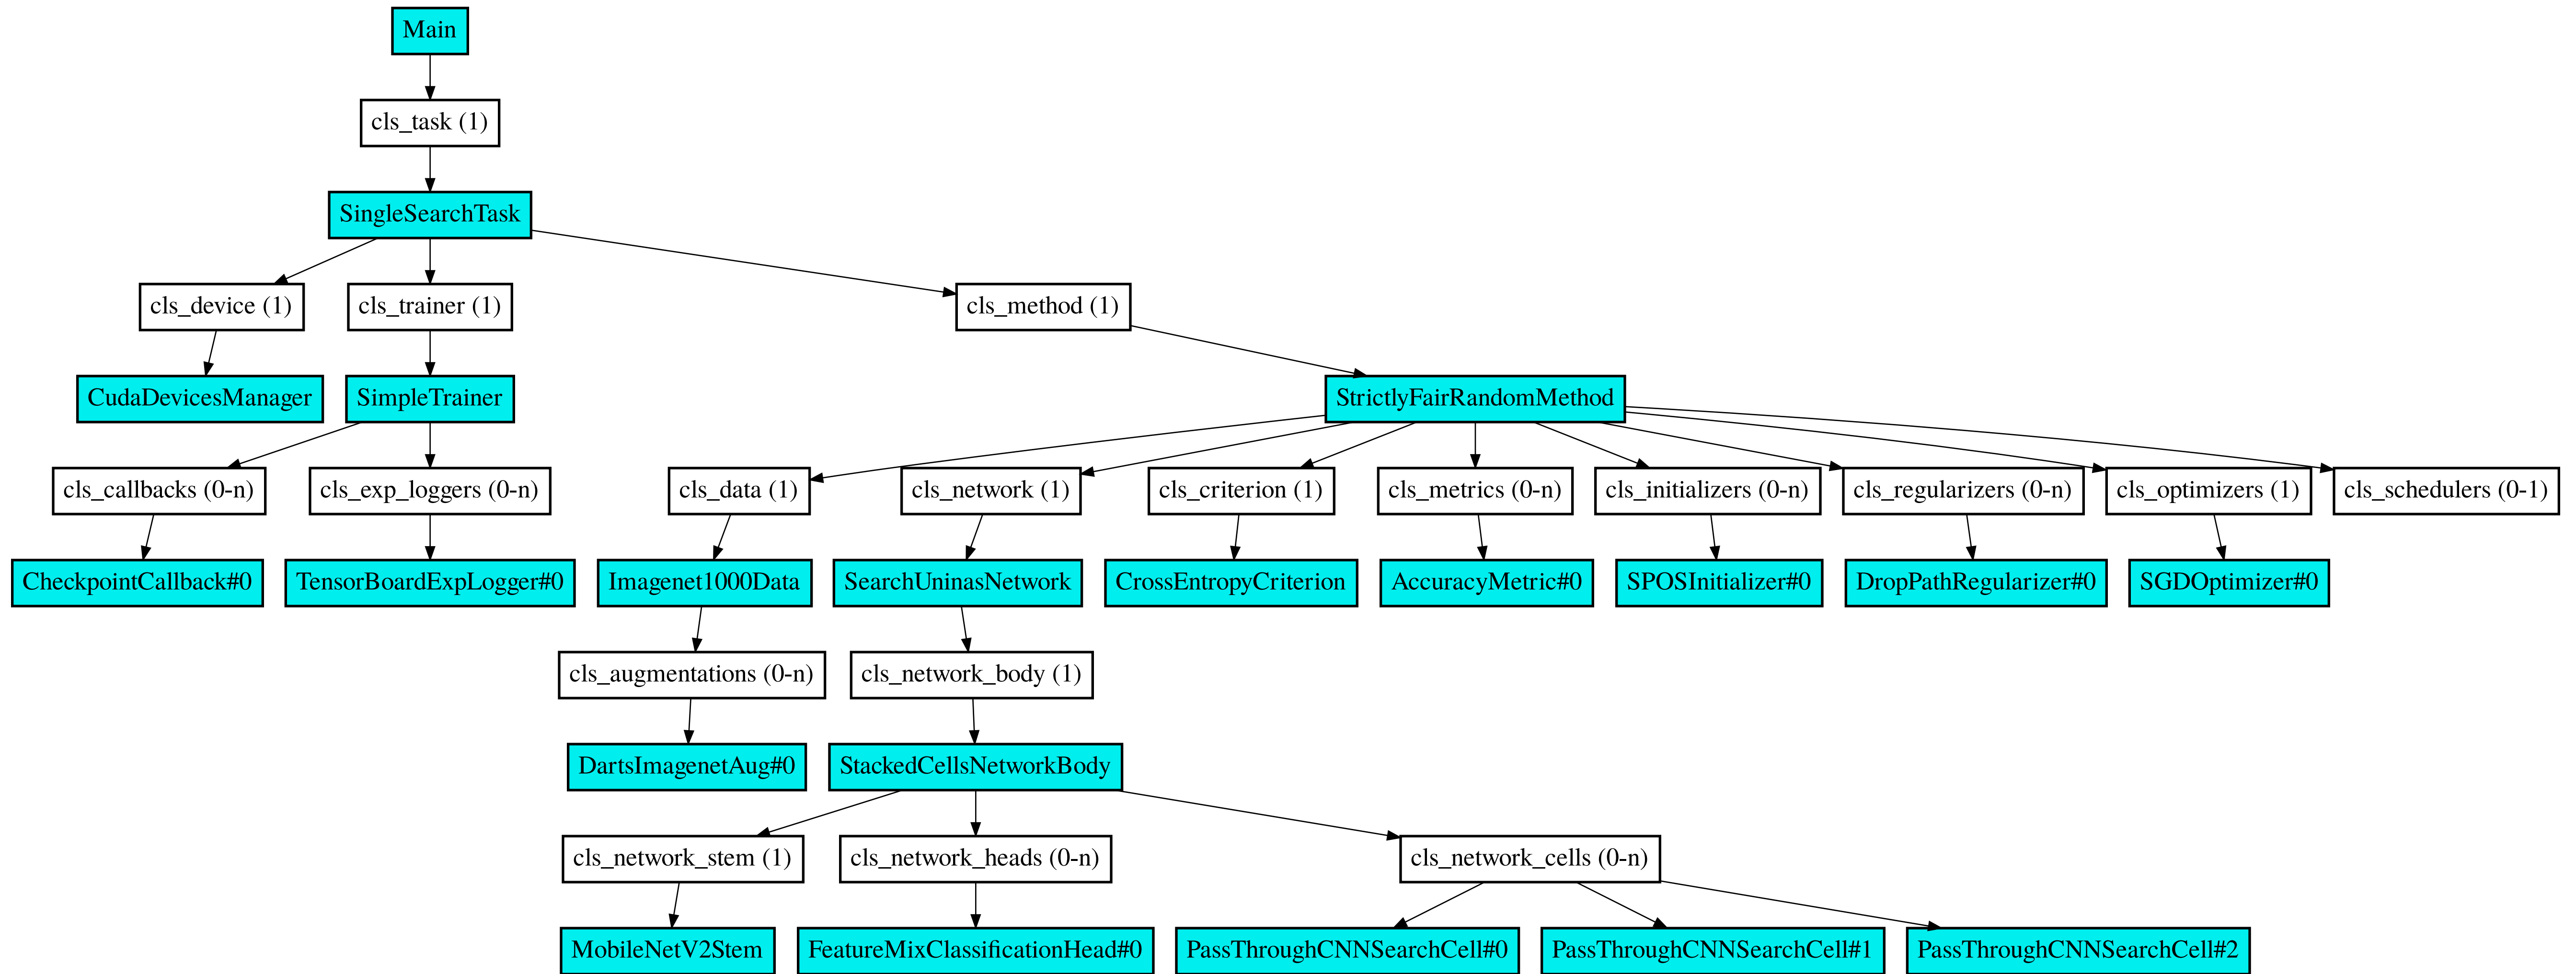 Main
cls_task (1)
SingleSearchTask
cls_device (1)
cls_trainer (1)
cls_method (1)
CudaDevicesManager
SimpleTrainer
StrictlyFairRandomMethod
cls_callbacks (0-n)
cls_exp_loggers (0-n)
cls_data (1)
cls_network (1)
cls_criterion (1)
cls_metrics (0-n)
cls_initializers (0-n)
cls_regularizers (0-n)
cls_optimizers (1)
cls_schedulers (0-1)
CheckpointCallback#0
TensorBoardExpLogger#0
Imagenet1000Data
SearchUninasNetwork
CrossEntropyCriterion
AccuracyMetric#0
SPOSInitializer#0
DropPathRegularizer#0
SGDOptimizer#0
cls_augmentations (0-n)
cls_network_body (1)
DartsImagenetAug#0
StackedCellsNetworkBody
cls_network_stem (1)
cls_network_heads (0-n)
cls_network_cells (0-n)
MobileNetV2Stem
FeatureMixClassificationHead#0
PassThroughCNNSearchCell#0
PassThroughCNNSearchCell#1
PassThroughCNNSearchCell#2